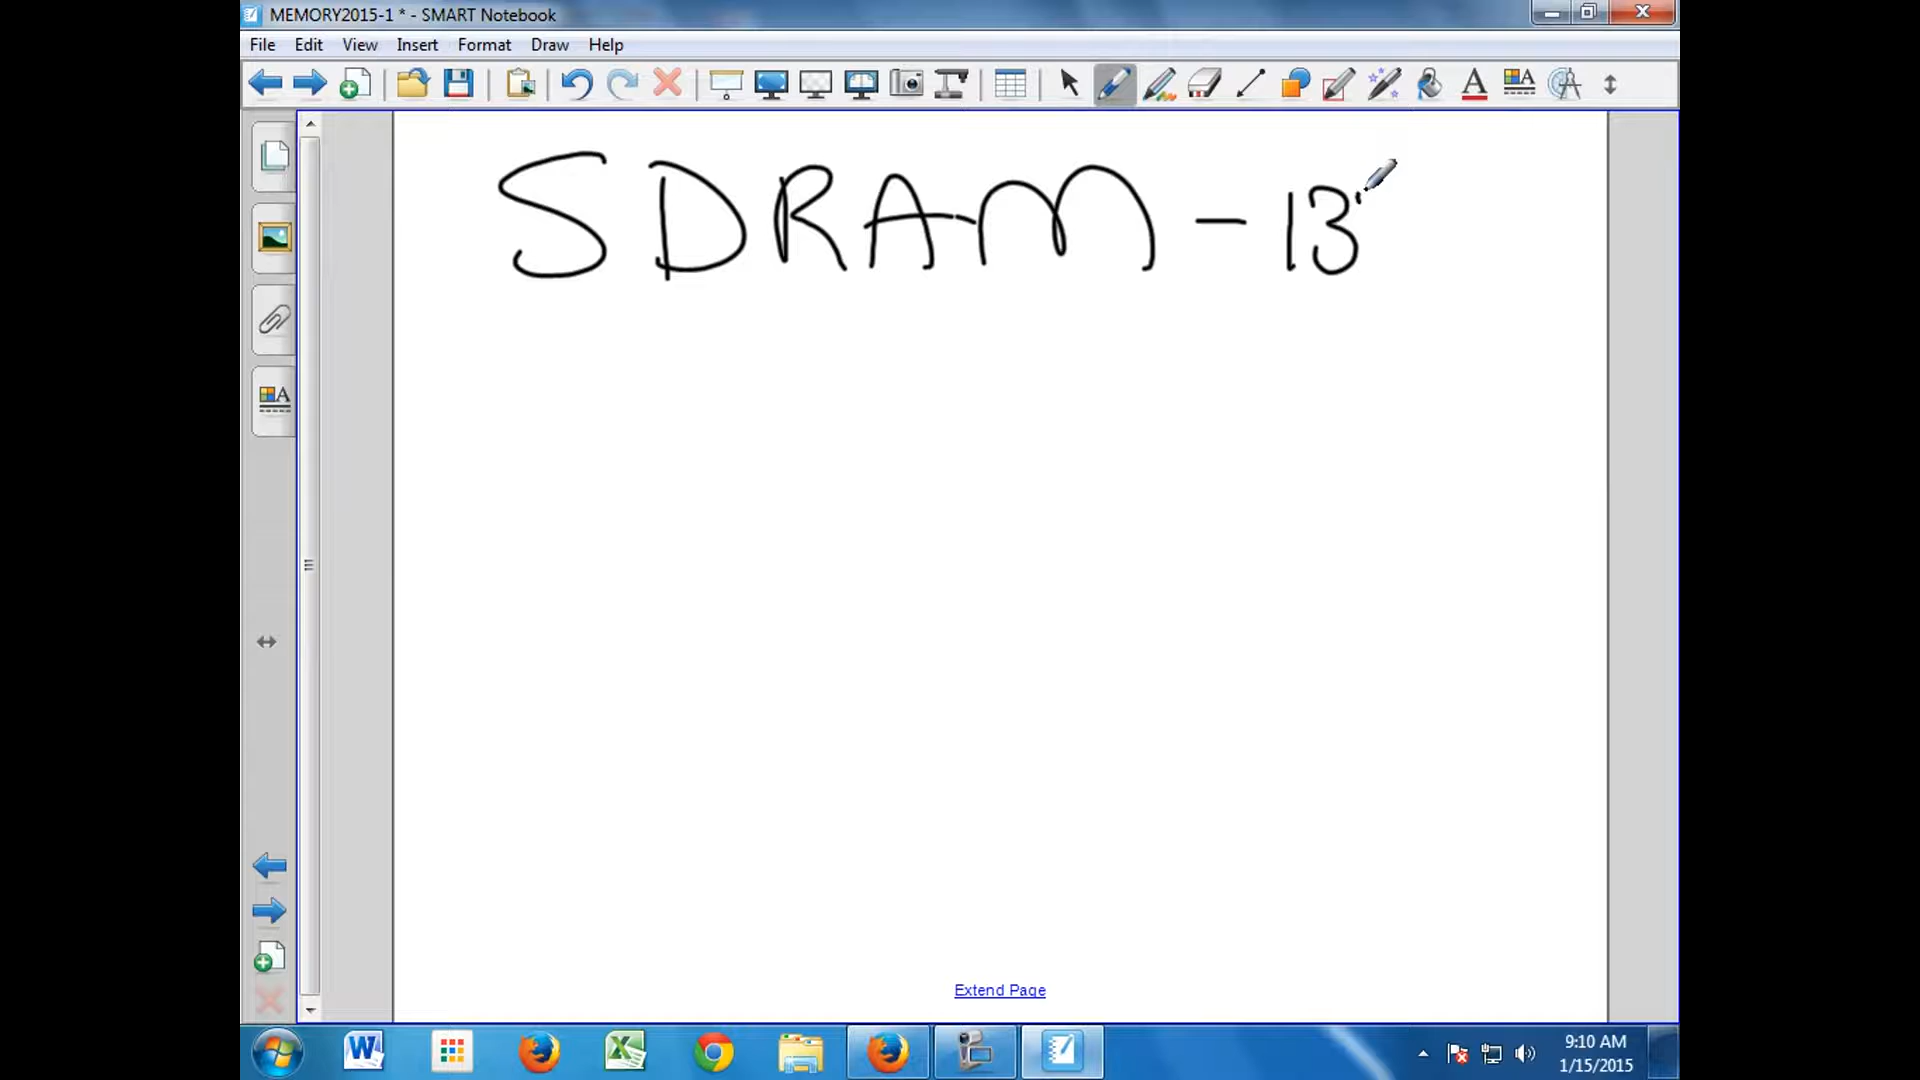 MEMORY2015-1 * - SMART Notebook
File Edit View Insert Format Draw Help
SDRAM - 13
Extend Page
9:10 AM
1/15/2015